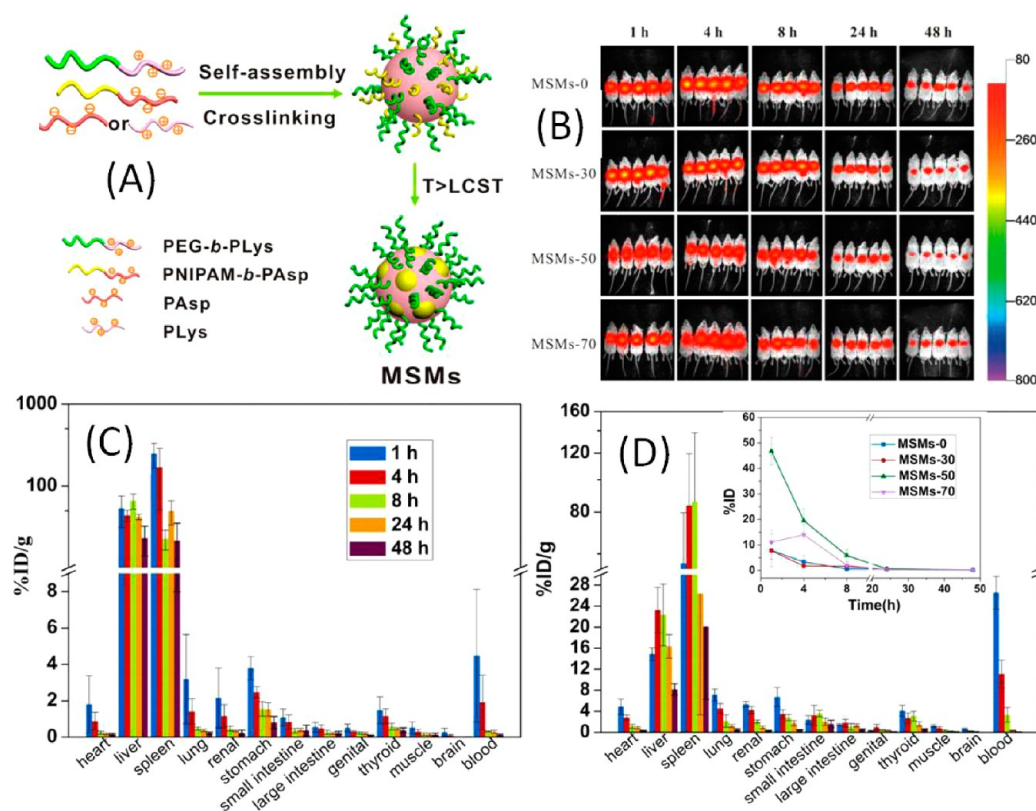 Self-assembly
Crosslinking
or
(A)
T>LCST
PEG-b-PLys
PNIPAM-b-PAsp
PAsp
PLys
MSMs
1 h 4 h 8 h 24 h 48 h
(B)
MSMs-0
MSMs-30
MSMs-50
MSMs-70
80
260
440
620
800
(C)
%ID/g
1000
100
8
6
4
2
0
1 h
4 h
8 h
24 h
48 h
heart liver spleen lung renal stomach small intestine large intestine genital thyroid muscle brain blood
(D)
%ID/g
160
120
80
28
24
20
16
12
8
4
0
%ID
60
50
40
30
20
10
0
MSMs-0
MSMs-30
MSMs-50
MSMs-70
0 4 8 20 30 40 50
Time(h)
heart liver spleen lung renal stomach small intestine large intestine genital thyroid muscle brain blood